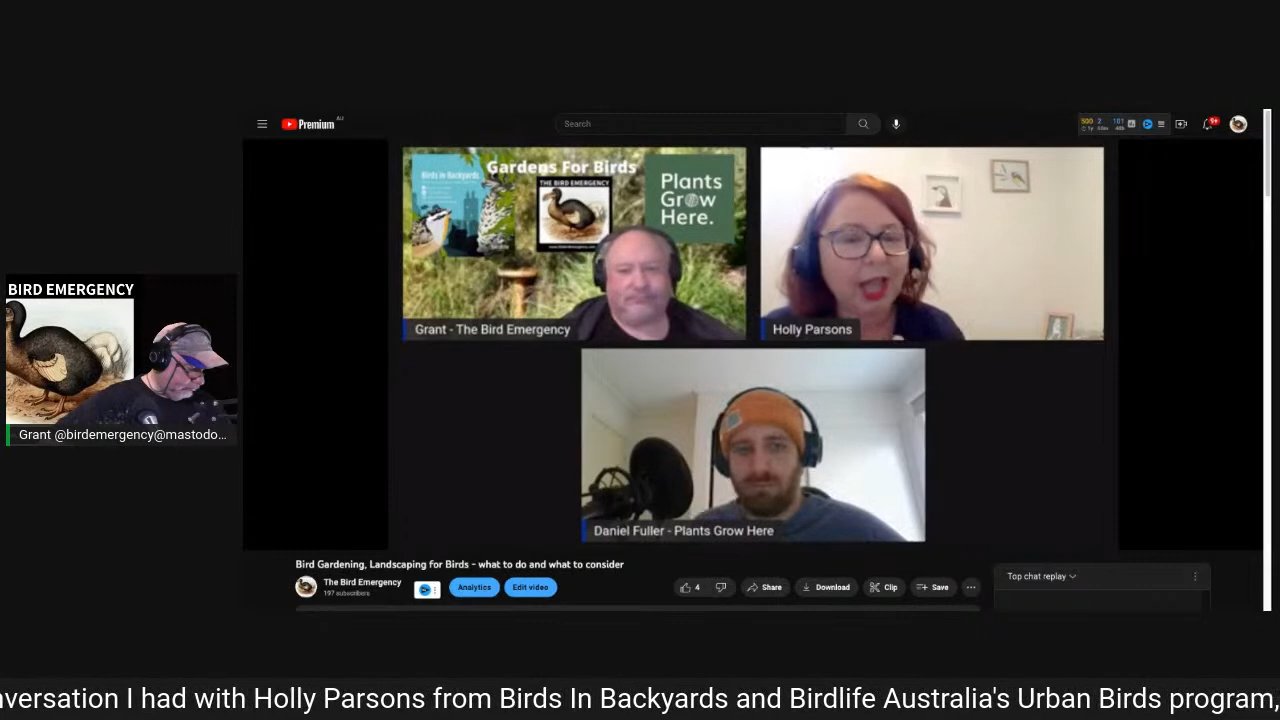 Premium
AU
Search
9+
Gardens For Birds
Birds in Backyards
THE BIRD EMERGENCY
Plants
Grow
Here.
Grant - The Bird Emergency
Holly Parsons
BIRD EMERGENCY
Grant @birdemergency@mastodo...
Daniel Fuller - Plants Grow Here
Bird Gardening, Landscaping for Birds - what to do and what to consider
The Bird Emergency
197 subscribers
Analytics
Edit video
4
Share
Download
Clip
Save
Top chat replay
nversation I had with Holly Parsons from Birds In Backyards and Birdlife Australia's Urban Birds program,